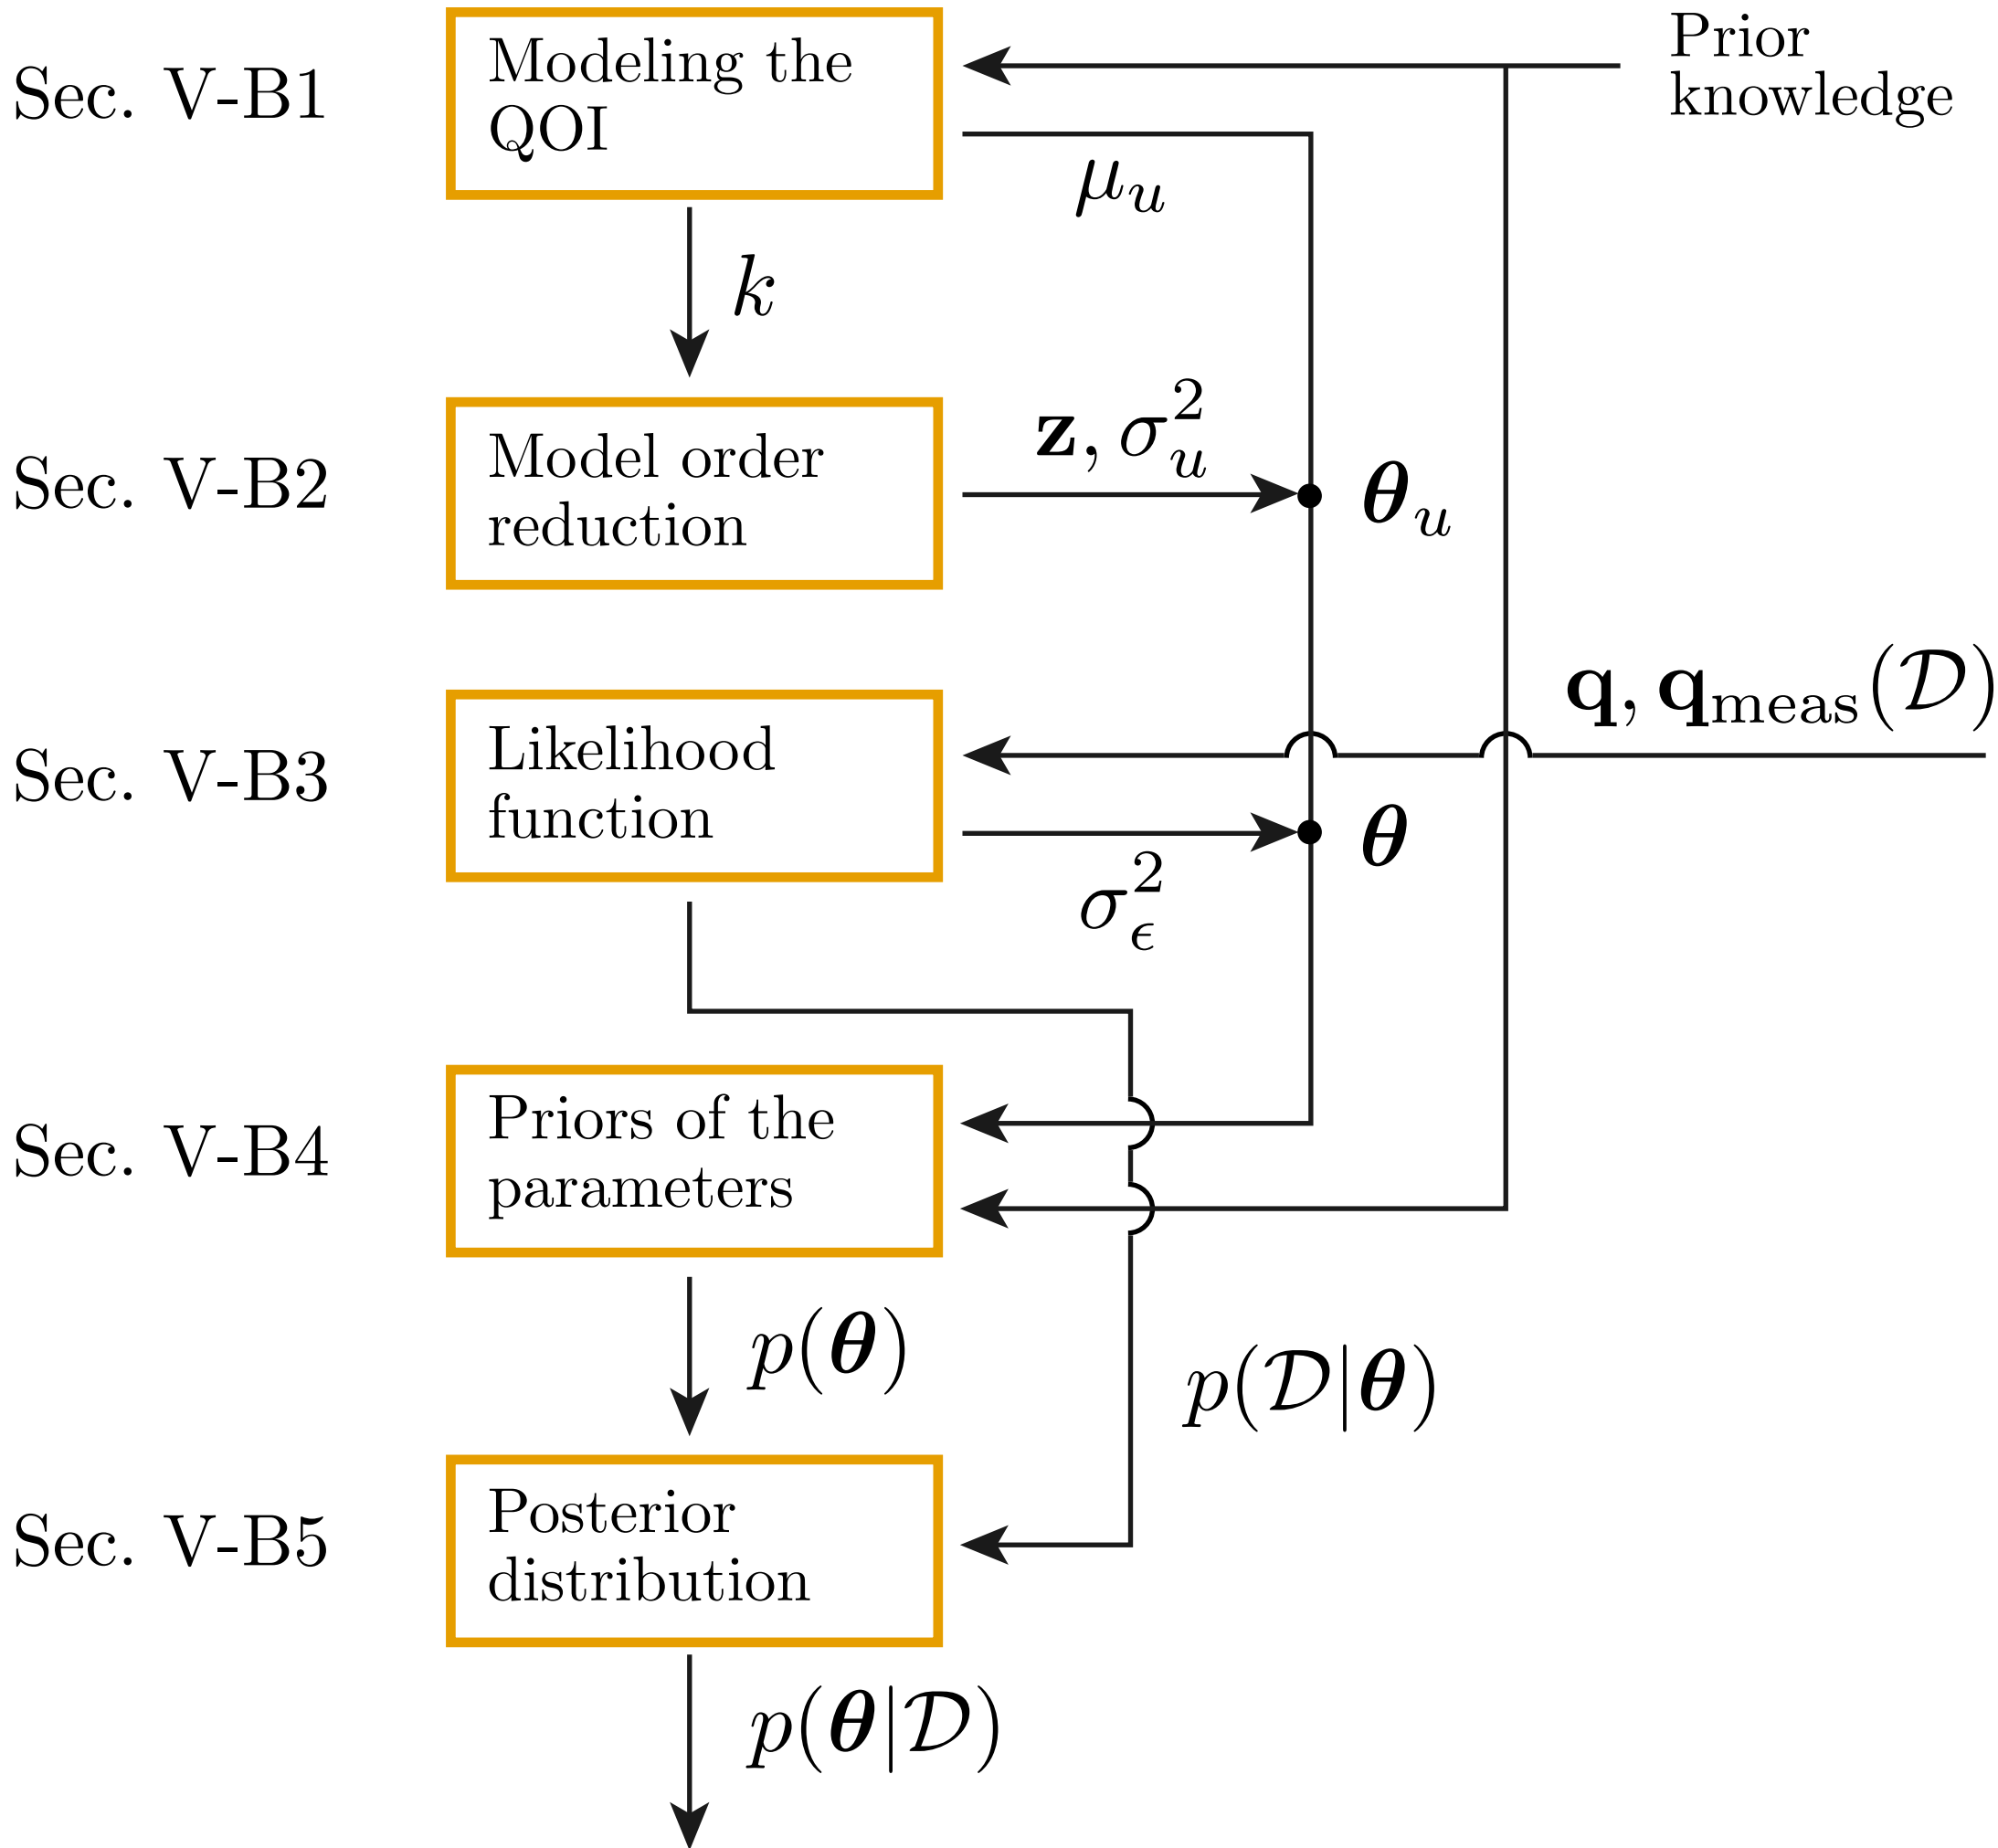 Sec. V-B1
Modeling the
QOI
Prior
knowledge
μ_u
k
Sec. V-B2
Model order
reduction
z, σ_u^2
θ_u
q, q_meas(𝒟)
Sec. V-B3
Likelihood
function
θ
σ_ϵ^2
Sec. V-B4
Priors of the
parameters
p(θ)
p(𝒟|θ)
Sec. V-B5
Posterior
distribution
p(θ|𝒟)